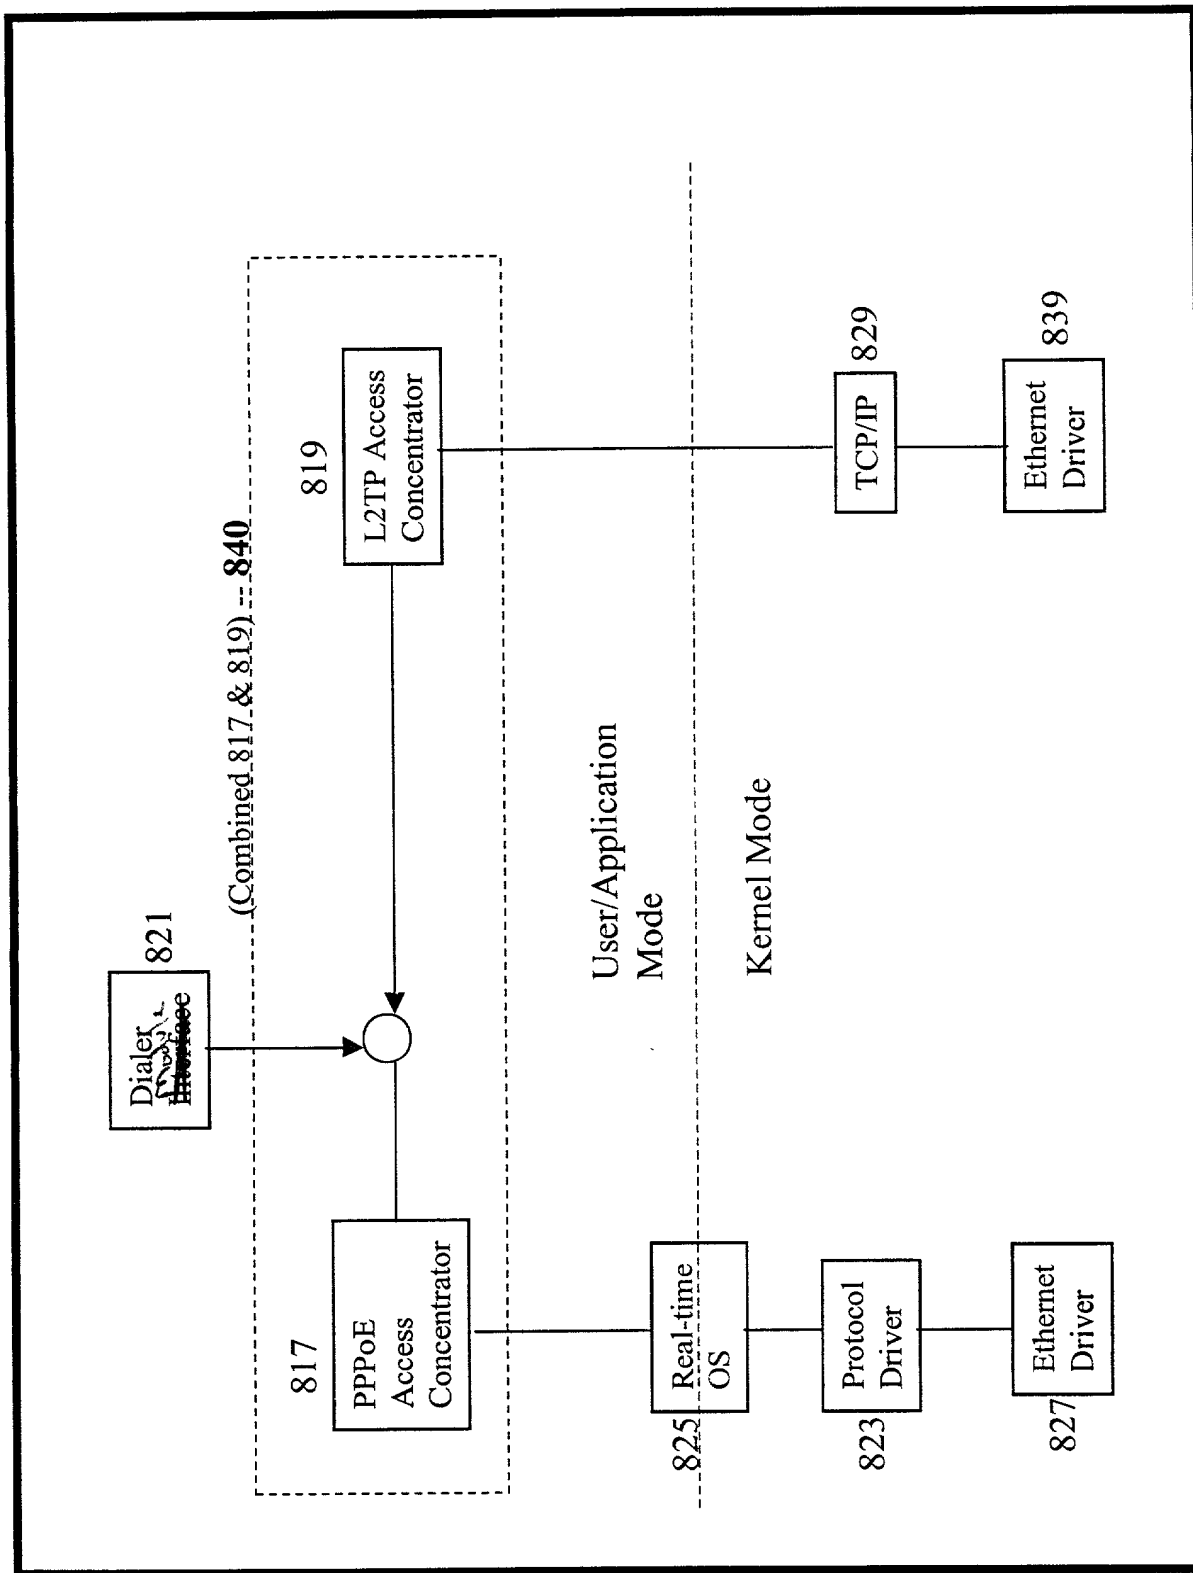 Dialer
Interface
821
(Combined 817 & 819) -- 840
817
PPPoE
Access
Concentrator
819
L2TP Access
Concentrator
User/Application
Mode
Kernel Mode
825
Real-time
OS
823
Protocol
Driver
827
Ethernet
Driver
TCP/IP
829
Ethernet
Driver
839